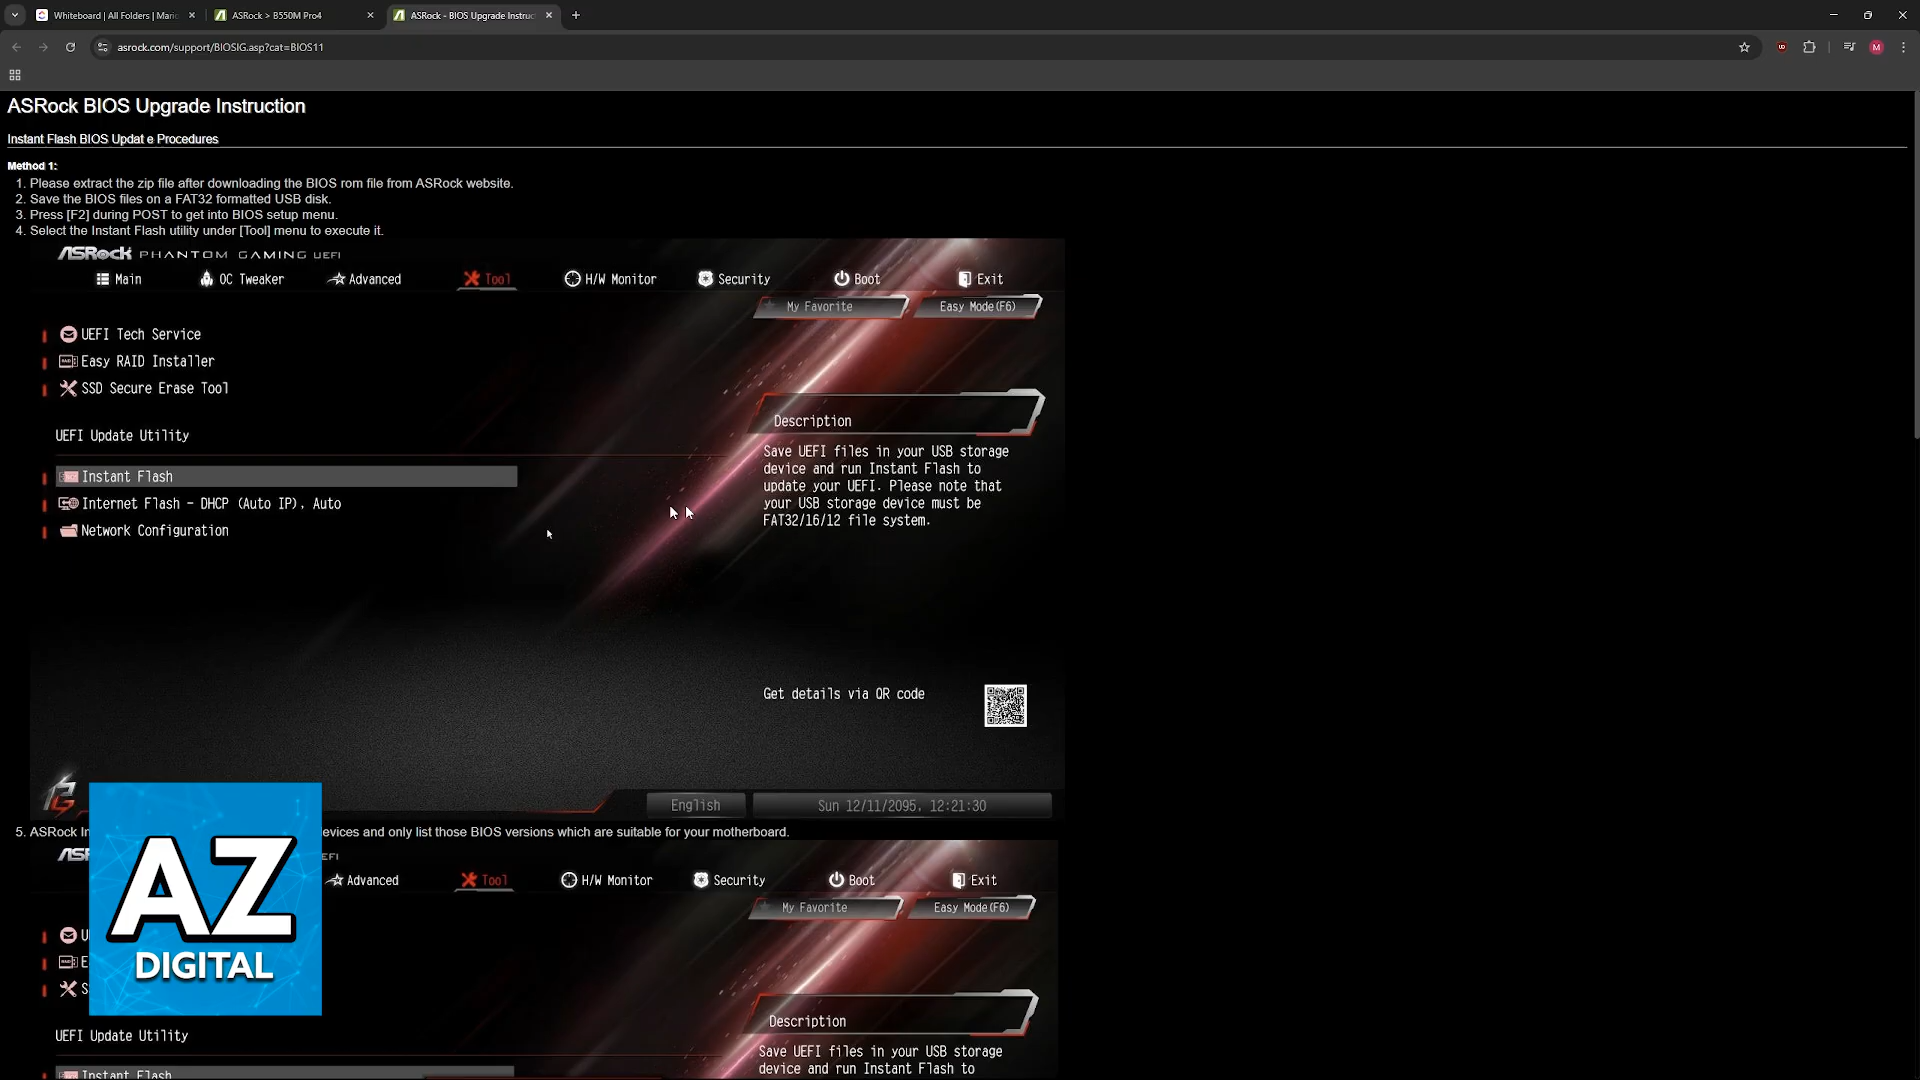 Whiteboard | All Folders | Mari
ASRock > B550M Pro4
ASRock - BIOS Upgrade Instruc
asrock.com/support/BIOSIG.asp?cat=BIOS11
M
ASRock BIOS Upgrade Instruction
Instant Flash BIOS Updat e Procedures
Method 1:
1. Please extract the zip file after downloading the BIOS rom file from ASRock website.
2. Save the BIOS files on a FAT32 formatted USB disk.
3. Press [F2] during POST to get into BIOS setup menu.
4. Select the Instant Flash utility under [Tool] menu to execute it.
ASRock PHANTOM GAMING UEFI
Main OC Tweaker Advanced Tool H/W Monitor Security Boot Exit
My Favorite Easy Mode(F6)
UEFI Tech Service
Easy RAID Installer
SSD Secure Erase Tool
UEFI Update Utility
Instant Flash
Internet Flash - DHCP (Auto IP), Auto
Network Configuration
Description
Save UEFI files in your USB storage
device and run Instant Flash to
update your UEFI. Please note that
your USB storage device must be
FAT32/16/12 file system.
Get details via QR code
English Sun 12/11/2095, 12:21:30
5. ASRock In evices and only list those BIOS versions which are suitable for your motherboard.
AS EFI
Advanced Tool H/W Monitor Security Boot Exit
My Favorite Easy Mode(F6)
U
E
S
UEFI Update Utility
Instant Flash
Description
Save UEFI files in your USB storage
device and run Instant Flash to
AZ
DIGITAL